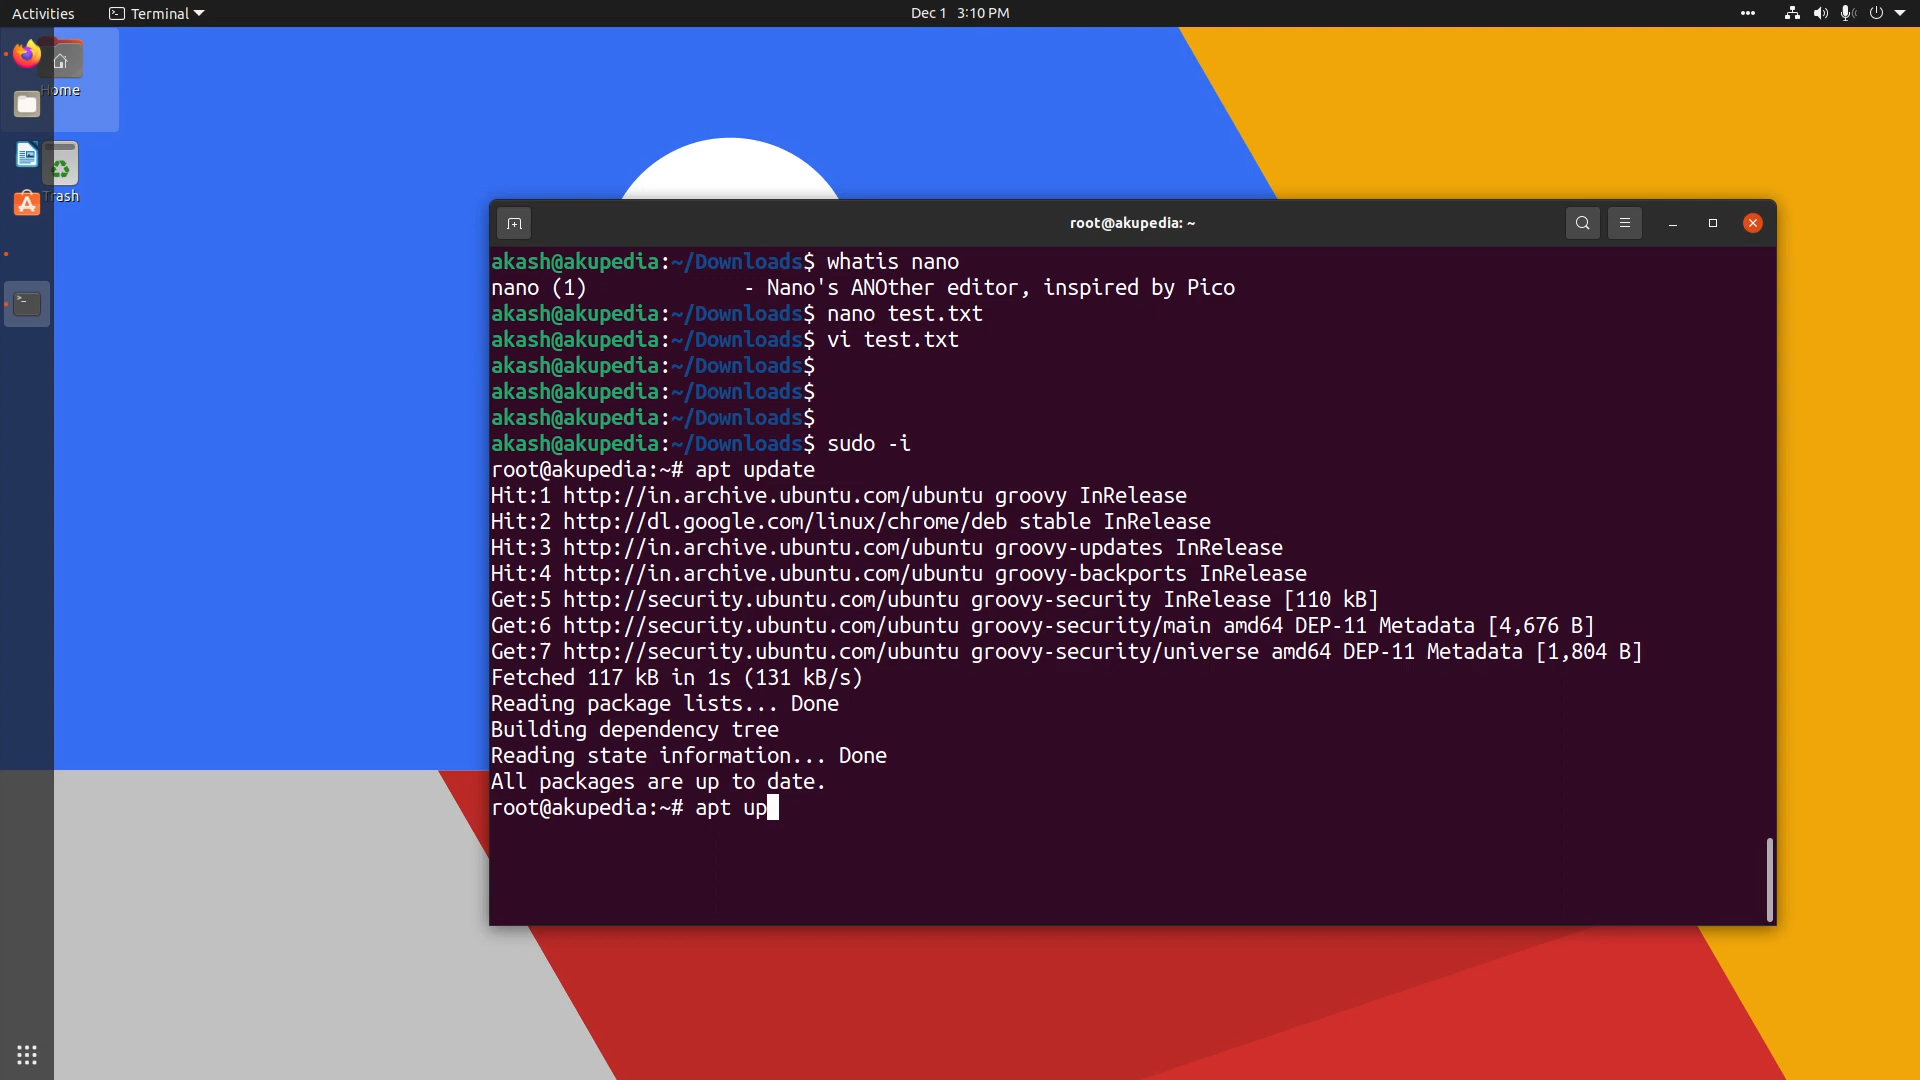 Activities
Terminal
Dec 1 3:10 PM
Home
Trash
root@akupedia: ~
akash@akupedia:~/Downloads$ whatis nano
nano (1)             - Nano's ANOther editor, inspired by Pico
akash@akupedia:~/Downloads$ nano test.txt
akash@akupedia:~/Downloads$ vi test.txt
akash@akupedia:~/Downloads$
akash@akupedia:~/Downloads$
akash@akupedia:~/Downloads$
akash@akupedia:~/Downloads$ sudo -i
root@akupedia:~# apt update
Hit:1 http://in.archive.ubuntu.com/ubuntu groovy InRelease
Hit:2 http://dl.google.com/linux/chrome/deb stable InRelease
Hit:3 http://in.archive.ubuntu.com/ubuntu groovy-updates InRelease
Hit:4 http://in.archive.ubuntu.com/ubuntu groovy-backports InRelease
Get:5 http://security.ubuntu.com/ubuntu groovy-security InRelease [110 kB]
Get:6 http://security.ubuntu.com/ubuntu groovy-security/main amd64 DEP-11 Metadata [4,676 B]
Get:7 http://security.ubuntu.com/ubuntu groovy-security/universe amd64 DEP-11 Metadata [1,804 B]
Fetched 117 kB in 1s (131 kB/s)
Reading package lists... Done
Building dependency tree
Reading state information... Done
All packages are up to date.
root@akupedia:~# apt up